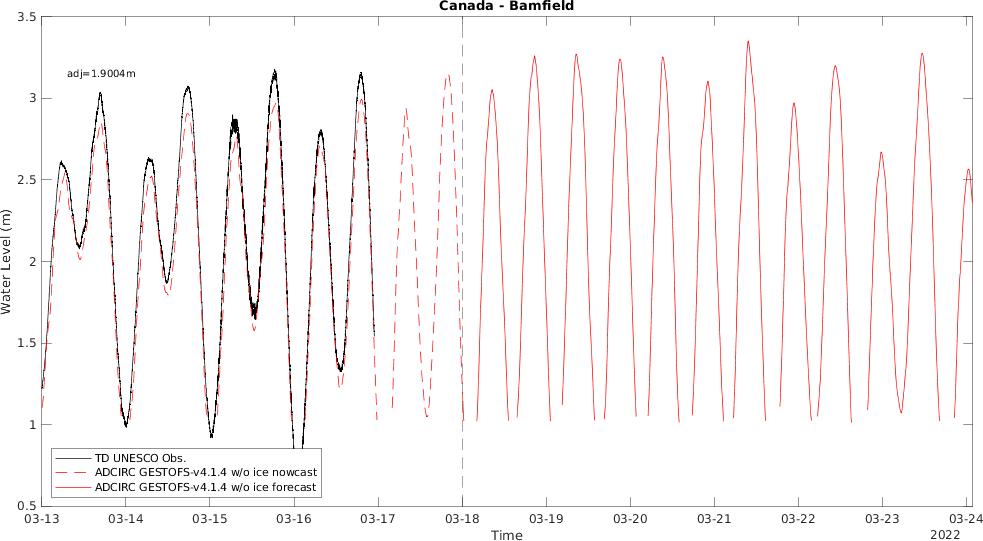 Canada - Bamfield
3.5
adj=1.9004m
3
2.5
2
1.5
1
0.5
Water Level (m)
TD UNESCO Obs.
ADCIRC GESTOFS-v4.1.4 w/o ice nowcast
ADCIRC GESTOFS-v4.1.4 w/o ice forecast
03-13 03-14 03-15 03-16 03-17 03-18 03-19 03-20 03-21 03-22 03-23 03-24
Time
2022